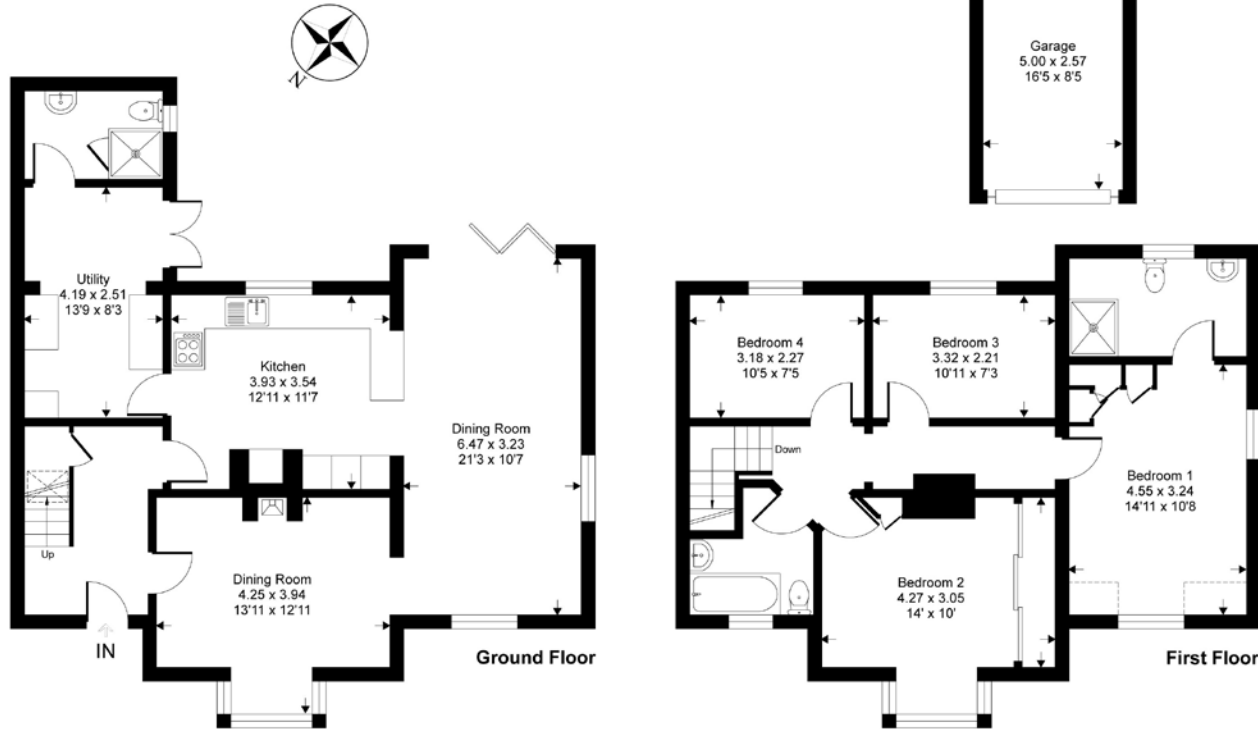 N
Garage
5.00 x 2.57
16'5 x 8'5
Utility
4.19 x 2.51
13'9 x 8'3
Kitchen
3.93 x 3.54
12'11 x 11'7
Dining Room
6.47 x 3.23
21'3 x 10'7
Up
Dining Room
4.25 x 3.94
13'11 x 12'11
IN
Ground Floor
Bedroom 4
3.18 x 2.27
10'5 x 7'5
Bedroom 3
3.32 x 2.21
10'11 x 7'3
Down
Bedroom 1
4.55 x 3.24
14'11 x 10'8
Bedroom 2
4.27 x 3.05
14' x 10'
First Floor